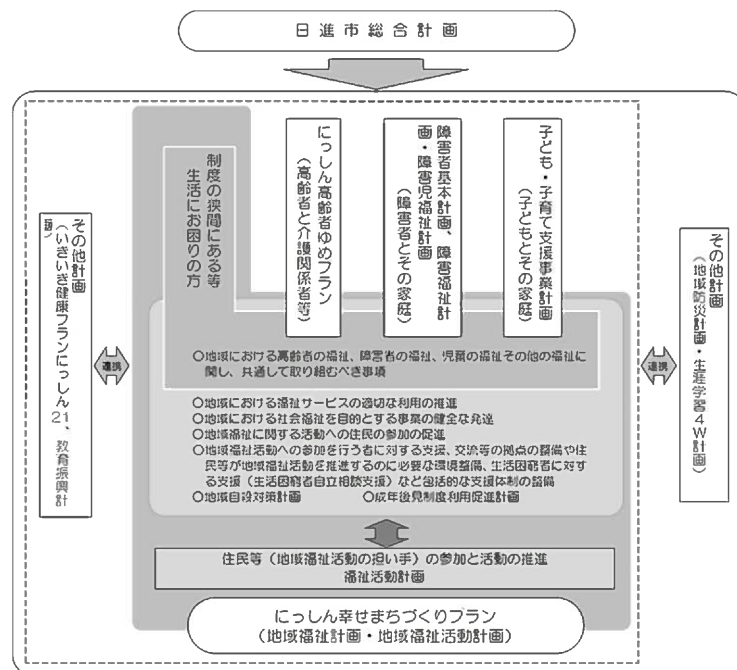 日進市総合計画
制度の狭間にある等
生活にお困りの方
にっしん高齢者ゆめプラン
（高齢者と介護関係者等）
障害者基本計画、障害福祉計
画・障害児福祉計画
（障害者とその家庭）
子ども・子育て支援事業計画
（子どもとその家庭）
その他計画
（いきいき健康プランにっしん
21、教育振興計
画）
連携
その他計画
（地域防災計画・生涯学習4W計画）
連携
○地域における高齢者の福祉、障害者の福祉、児童の福祉その他の福祉に
関し、共通して取り組むべき事項
○地域における福祉サービスの適切な利用の推進
○地域における社会福祉を目的とする事業の健全な発達
○地域福祉に関する活動への住民の参加の促進
○地域福祉活動への参加を行う者に対する支援、交流等の拠点の整備や住
民等が地域福祉活動を推進するのに必要な環境整備、生活困窮者に対す
る支援（生活困窮者自立相談支援）など包括的な支援体制の整備
○地域自殺対策計画　○成年後見制度利用促進計画
住民等（地域福祉活動の担い手）の参加と活動の推進
福祉活動計画
にっしん幸せまちづくりプラン
（地域福祉計画・地域福祉活動計画）